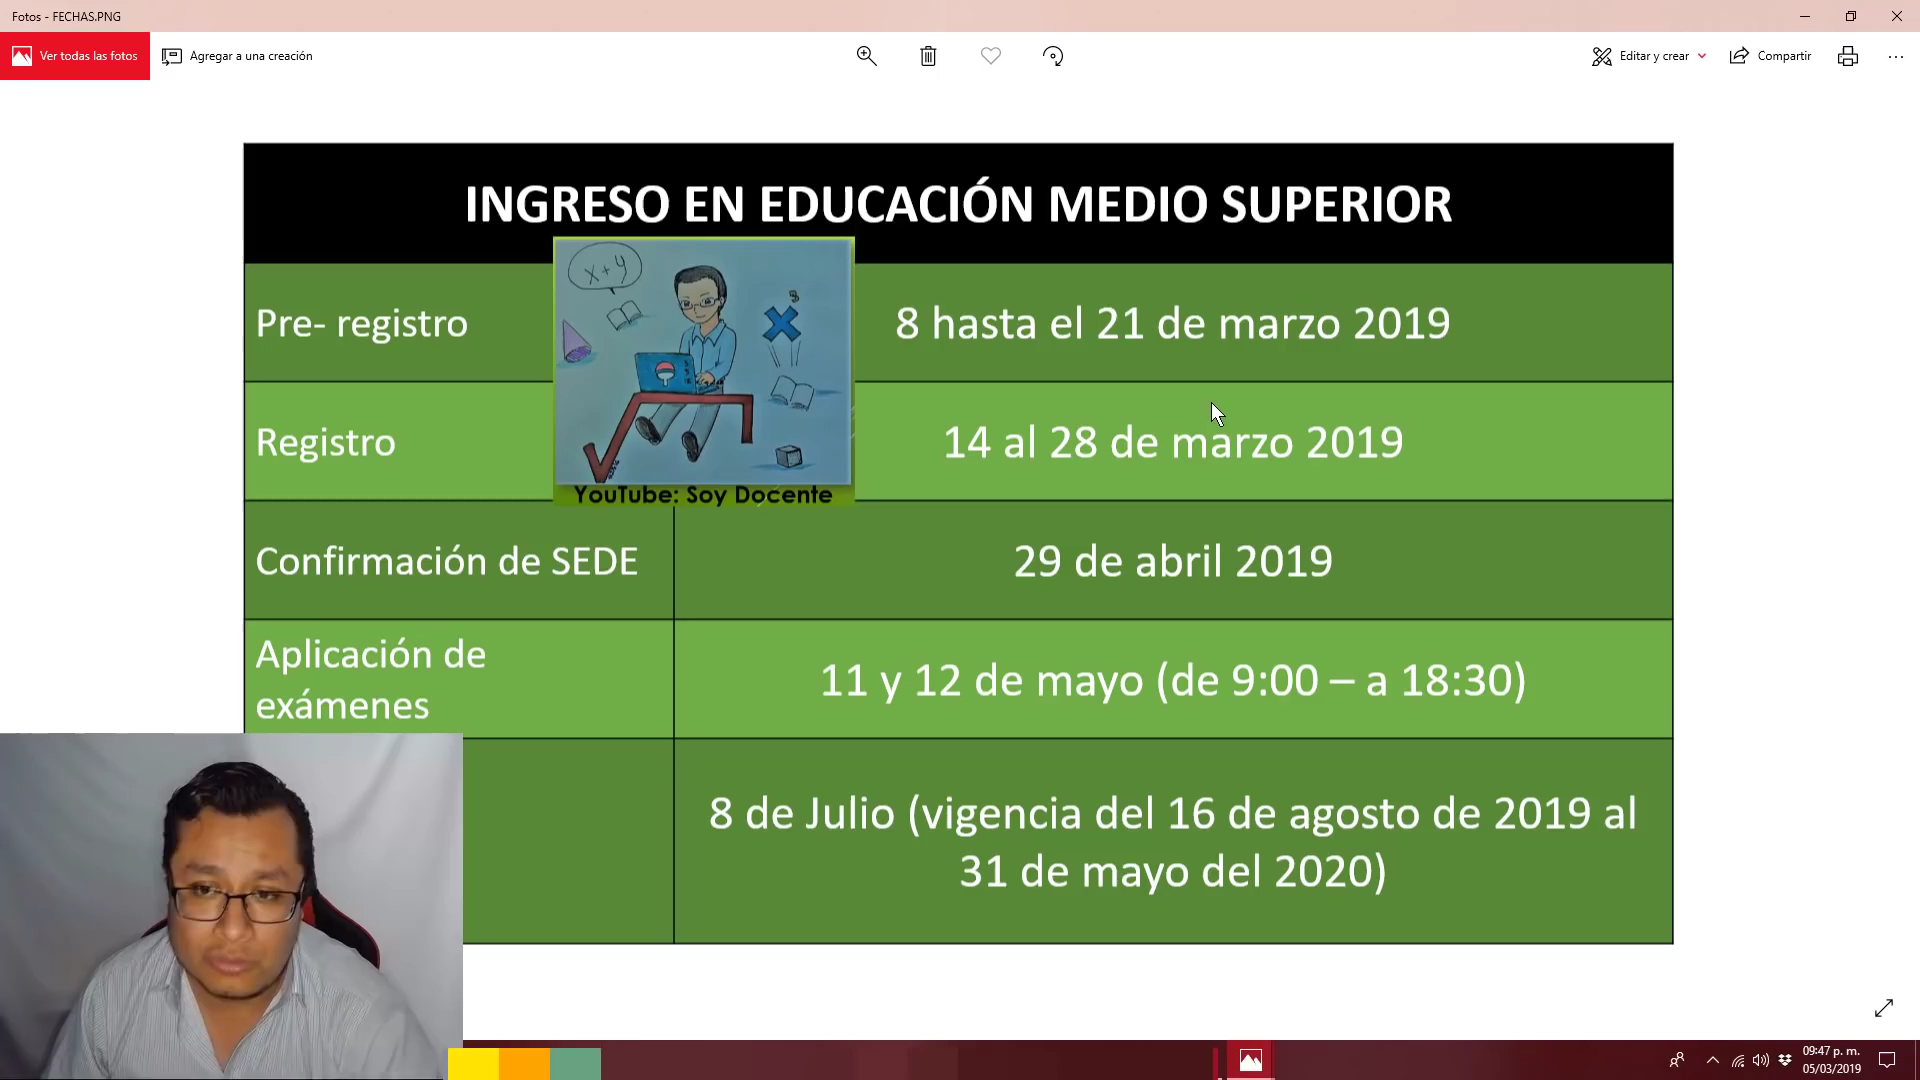 Fotos - FECHAS.PNG
Ver todas las fotos
Agregar a una creación
Editar y crear
Compartir
INGRESO EN EDUCACIÓN MEDIO SUPERIOR
x+y
3
Pre- registro
8 hasta el 21 de marzo 2019
Registro
14 al 28 de marzo 2019
YouTube: Soy Docente
Confirmación de SEDE
29 de abril 2019
Aplicación de
exámenes
11 y 12 de mayo (de 9:00 – a 18:30)
8 de Julio (vigencia del 16 de agosto de 2019 al
31 de mayo del 2020)
09:47 p. m.
05/03/2019